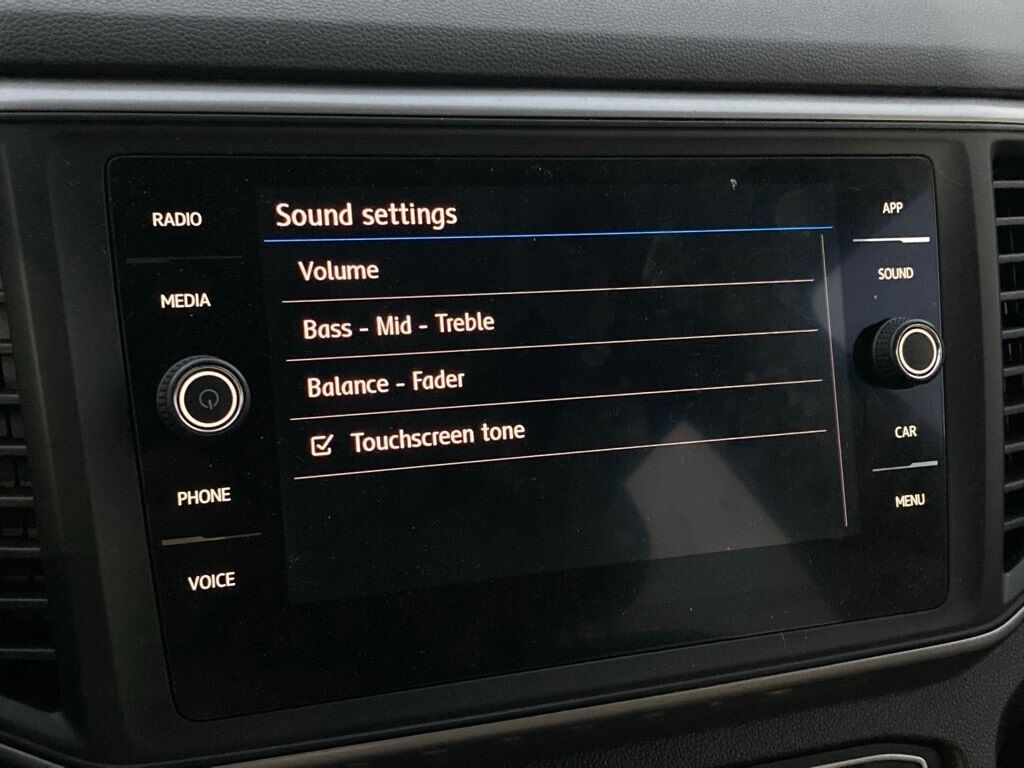 RADIO
MEDIA
PHONE
VOICE
Sound settings
Volume
Bass - Mid - Treble
Balance - Fader
Touchscreen tone
APP
SOUND
CAR
MENU